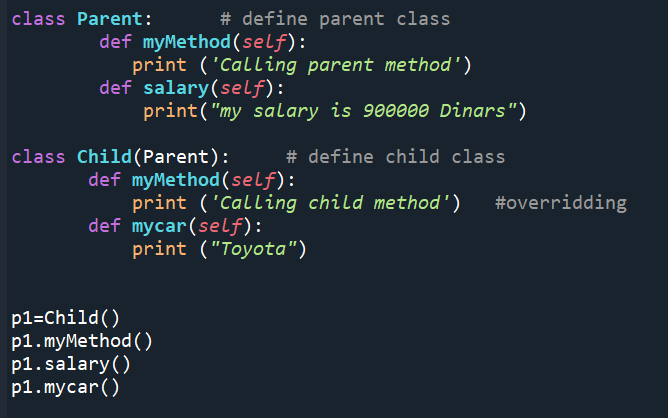 class Parent:      # define parent class
        def myMethod(self):
           print ('Calling parent method')
        def salary(self):
            print("my salary is 900000 Dinars")

class Child(Parent):     # define child class
       def myMethod(self):
           print ('Calling child method')   #overridding
       def mycar(self):
           print ("Toyota")


p1=Child()
p1.myMethod()
p1.salary()
p1.mycar()